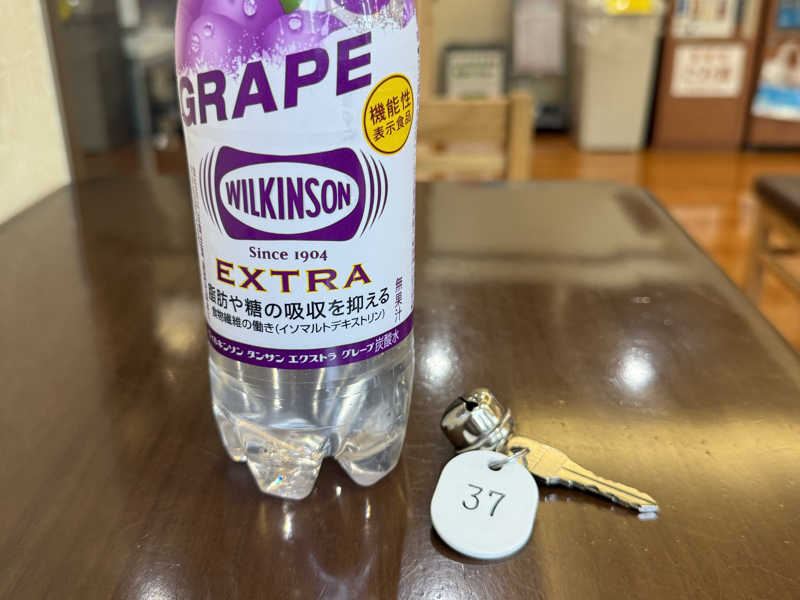 GRAPE
機能性
表示食品
WILKINSON
Since 1904
EXTRA
脂肪や糖の吸収を抑える
食物繊維の働き(イソマルトデキストリン)
無果汁
ウィルキンソン タンサン エクストラ グレープ 炭酸水
37